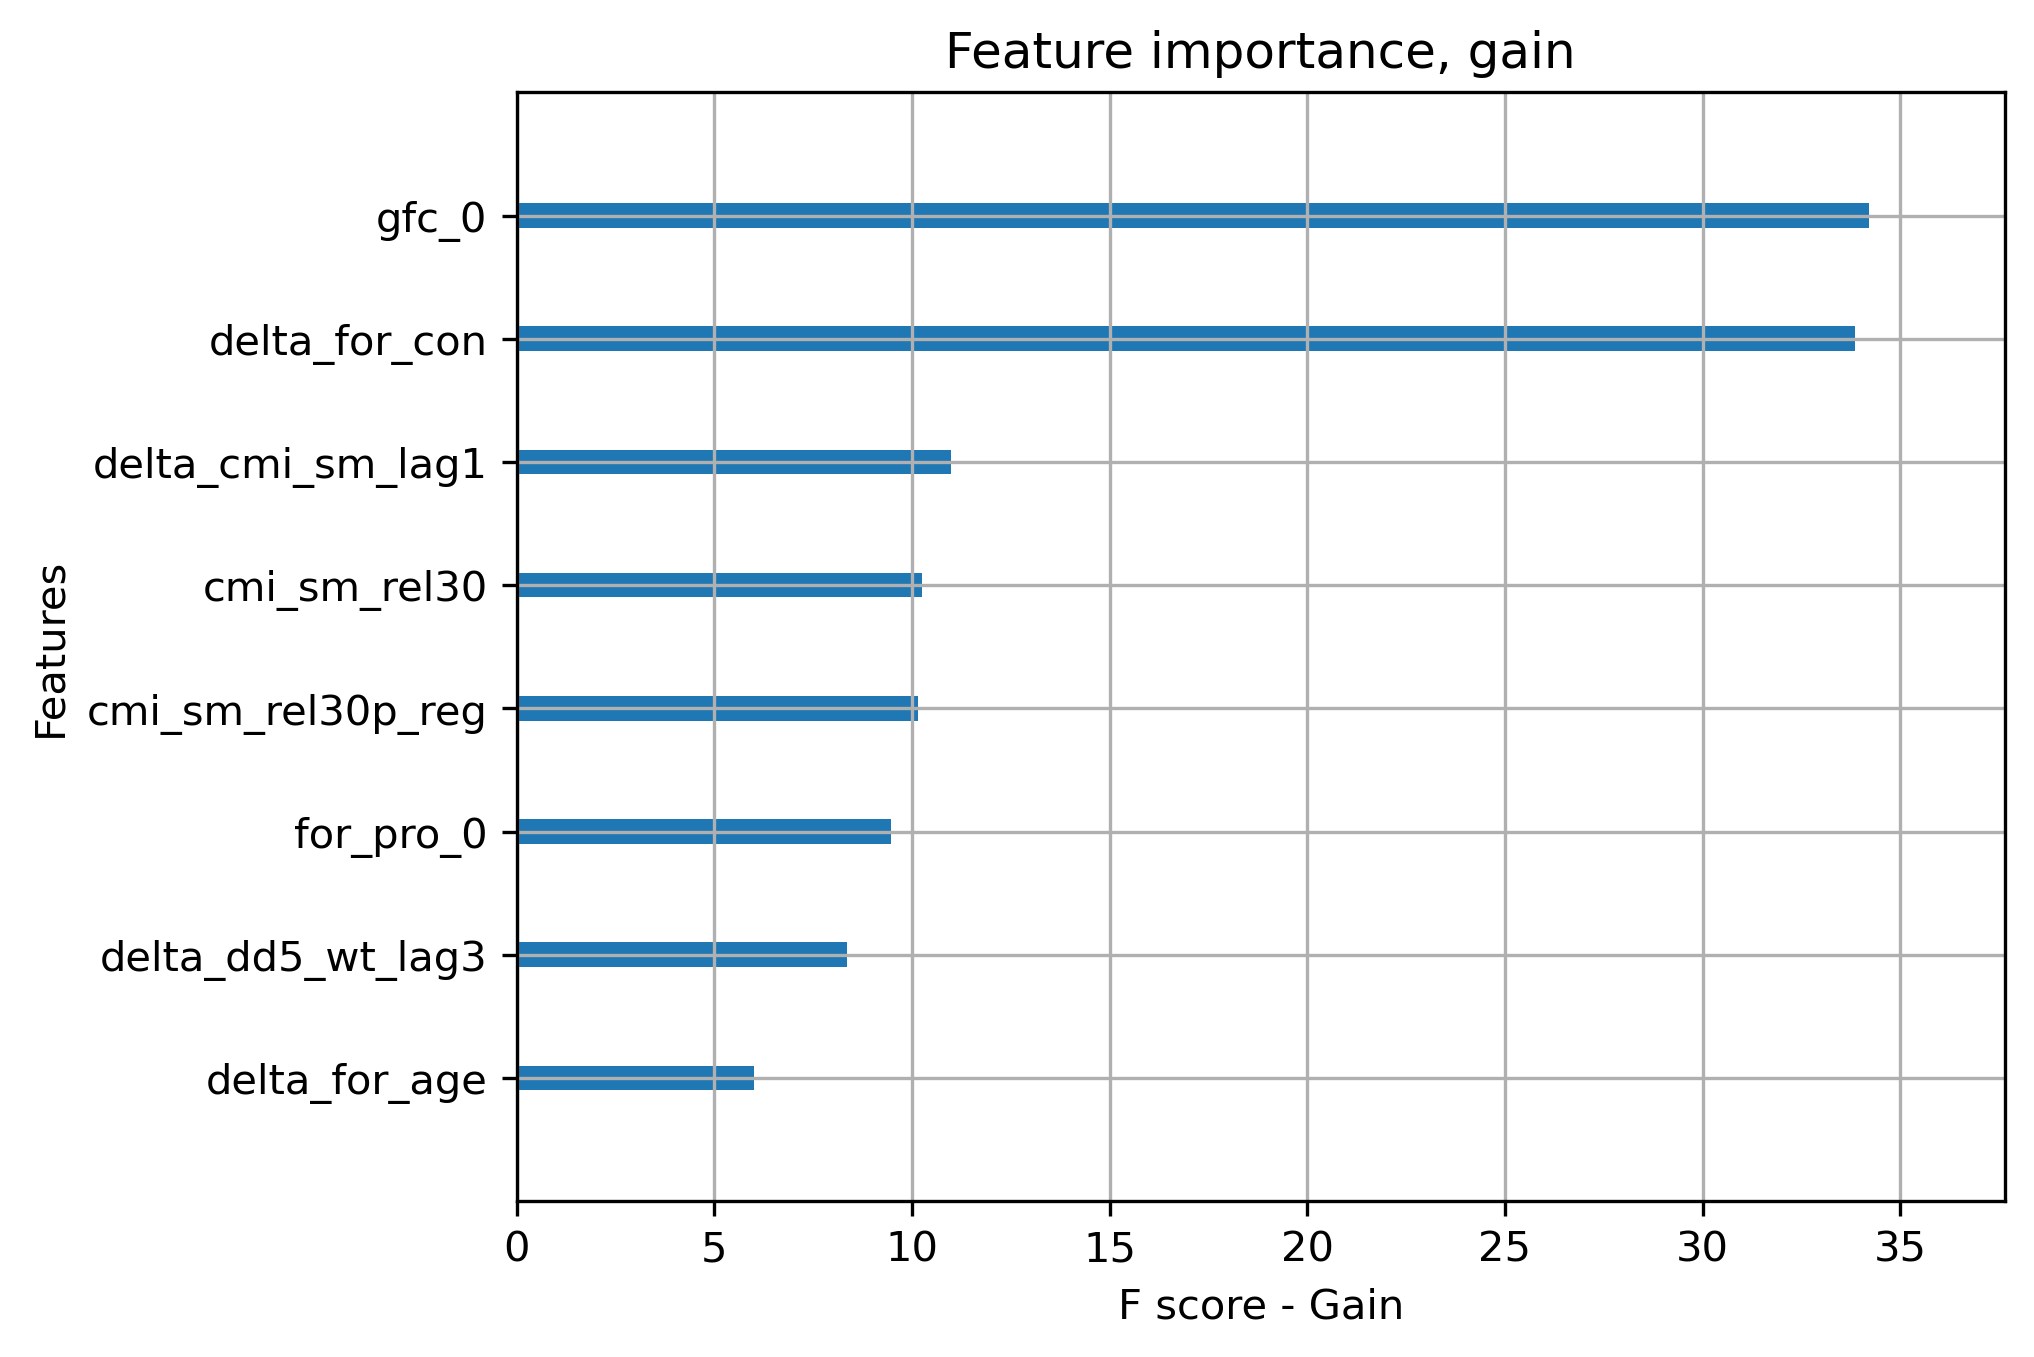 Feature importance, gain
gfc_0
delta_for_con
delta_cmi_sm_lag1
cmi_sm_rel30
cmi_sm_rel30p_reg
for_pro_0
delta_dd5_wt_lag3
delta_for_age
Features
0 5 10 15 20 25 30 35
F score - Gain